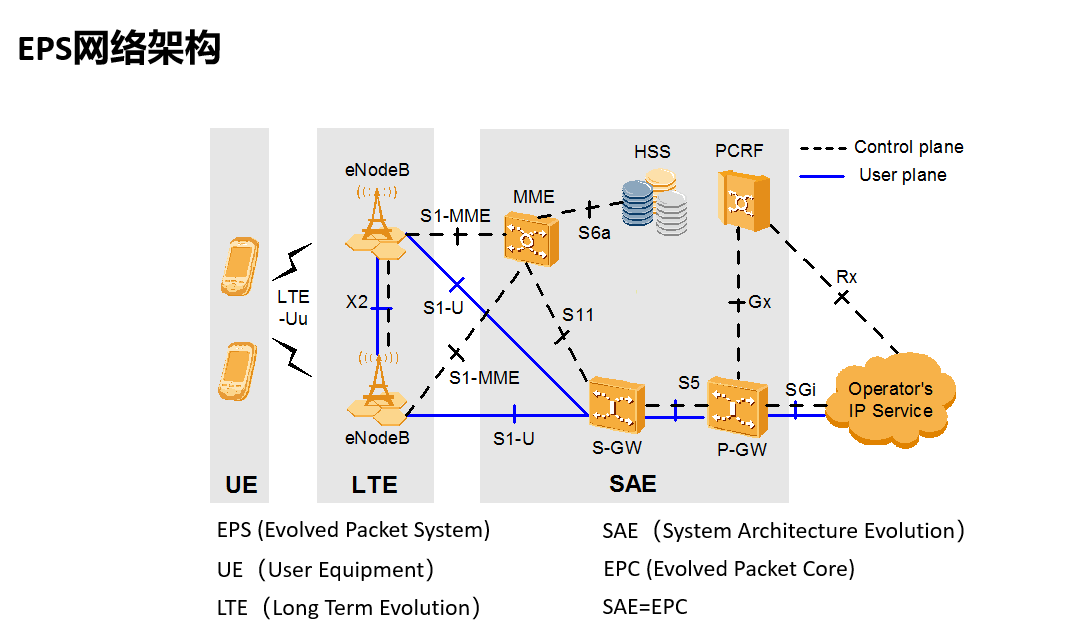 EPS网络架构
eNodeB
HSS
PCRF
Control plane
User plane
MME
S1-MME
S6a
LTE
-Uu
X2
S1-U
S11
Gx
Rx
S1-MME
S5
SGi
Operator's
IP Service
eNodeB
S1-U
S-GW
P-GW
UE
LTE
SAE
EPS (Evolved Packet System)
SAE（System Architecture Evolution）
UE （User Equipment）
EPC (Evolved Packet Core)
LTE （Long Term Evolution）
SAE=EPC